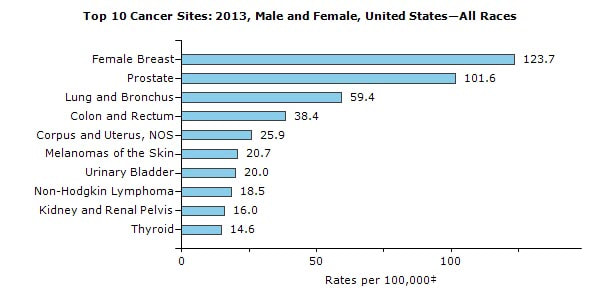 Top 10 Cancer Sites: 2013, Male and Female, United States—All Races
Female Breast 123.7
Prostate 101.6
Lung and Bronchus 59.4
Colon and Rectum 38.4
Corpus and Uterus, NOS 25.9
Melanomas of the Skin 20.7
Urinary Bladder 20.0
Non-Hodgkin Lymphoma 18.5
Kidney and Renal Pelvis 16.0
Thyroid 14.6
0 50 100
Rates per 100,000‡